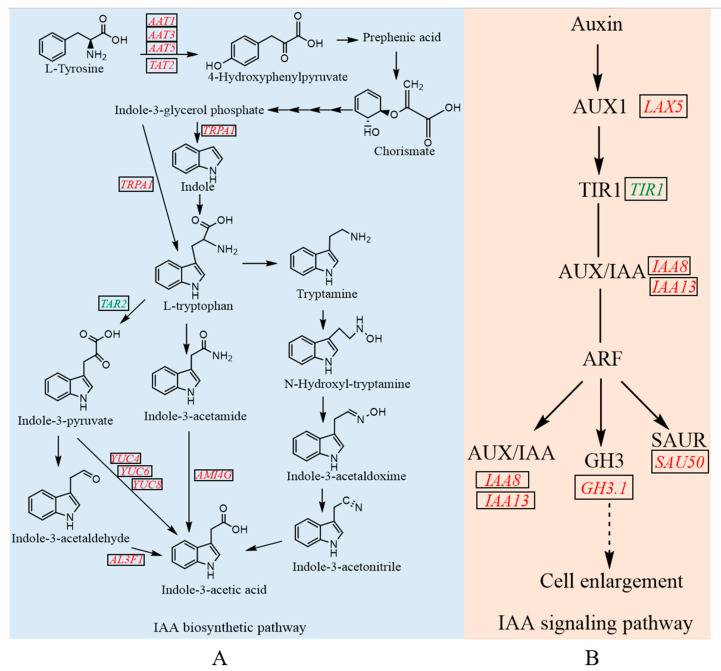 AAT1
AAT3
AAT5
TAT2
L-Tyrosine
4-Hydroxyphenylpyruvate
Prephenic acid
Chorismate
Indole-3-glycerol phosphate
TRPA1
Indole
TRPA1
L-tryptophan
Tryptamine
TAR2
N-Hydroxyl-tryptamine
Indole-3-pyruvate
Indole-3-acetamide
YUC4
YUC6
YUC8
AMI4G
Indole-3-acetaldoxime
Indole-3-acetaldehyde
AL3F1
Indole-3-acetic acid
Indole-3-acetonitrile
IAA biosynthetic pathway
A
Auxin
AUX1 LAX5
TIR1 TIR1
AUX/IAA IAA8
IAA13
ARF
AUX/IAA
IAA8
IAA13
GH3
GH3.1
SAUR
SAU50
Cell enlargement
IAA signaling pathway
B